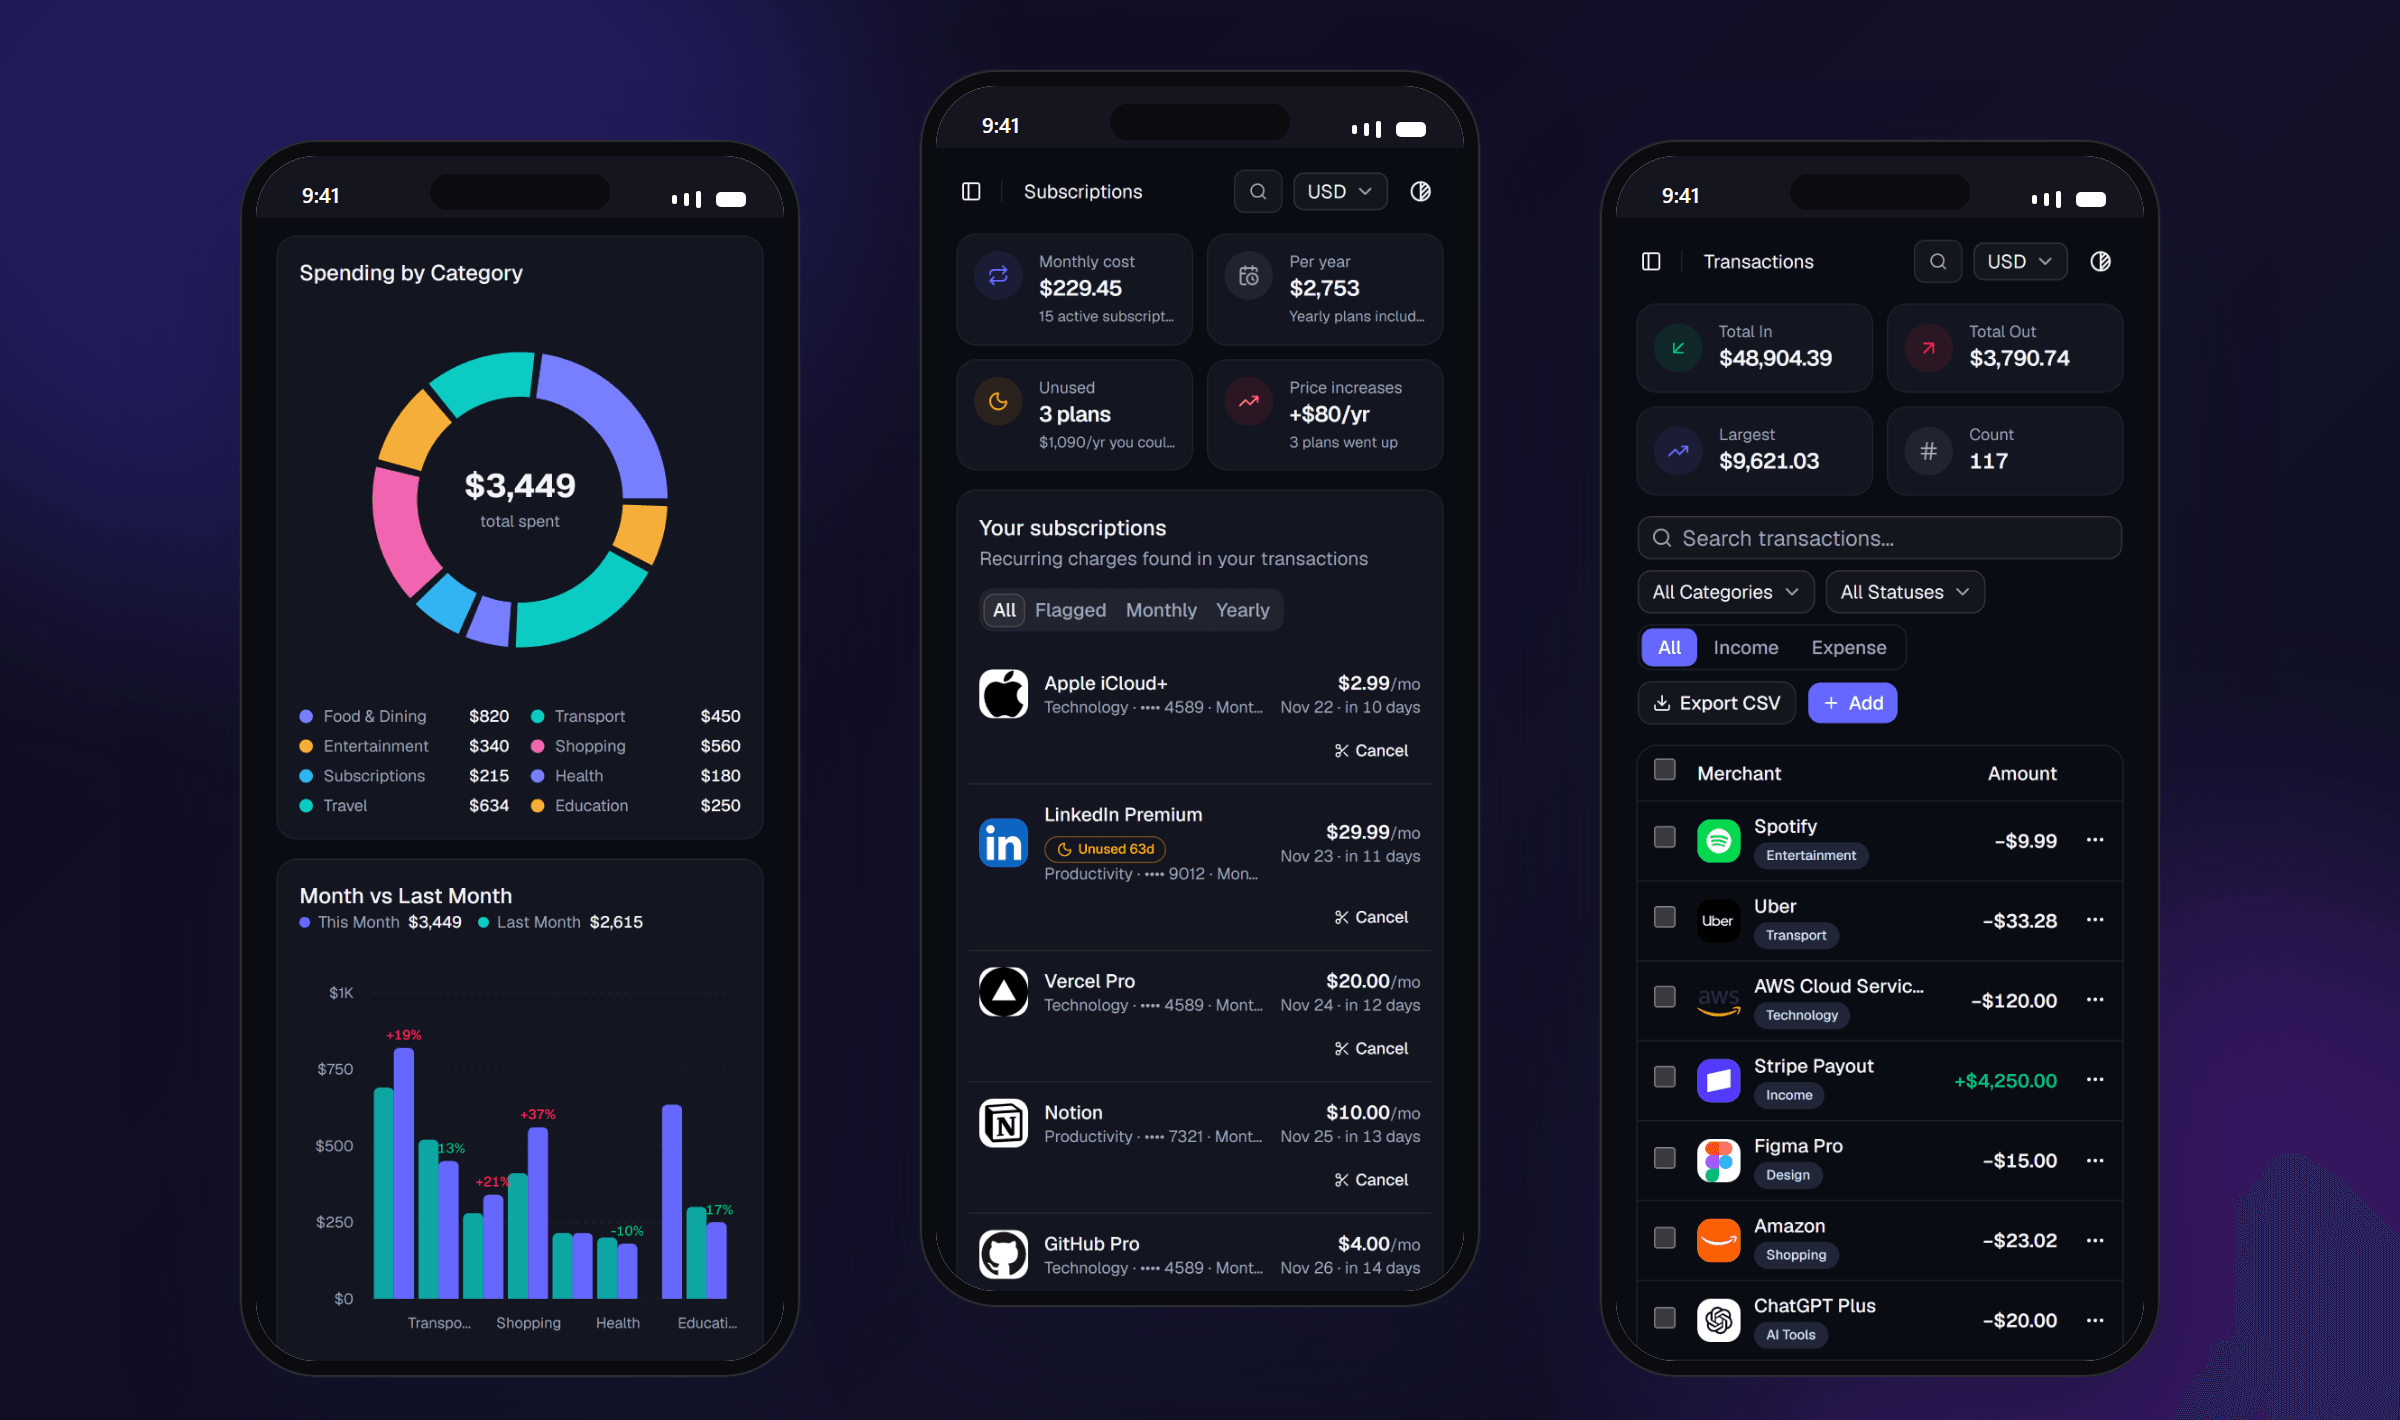 9:41
Spending by Category
$3,449
total spent
Food & Dining $820 Transport $450
Entertainment $340 Shopping $560
Subscriptions $215 Health $180
Travel $634 Education $250
Month vs Last Month
This Month $3,449 Last Month $2,615
$1K
+19%
$750
+37%
$500
13%
+21%
17%
$250
-10%
$0
Transpo... Shopping Health Educati...
9:41
Subscriptions
USD
Monthly cost
$229.45
15 active subscript...
Per year
$2,753
Yearly plans includ...
Unused
3 plans
$1,090/yr you coul...
Price increases
+$80/yr
3 plans went up
Your subscriptions
Recurring charges found in your transactions
All Flagged Monthly Yearly
Apple iCloud+ $2.99/mo
Technology · •••• 4589 · Mont... Nov 22 · in 10 days
Cancel
LinkedIn Premium
$29.99/mo
in
Unused 63d
Nov 23 · in 11 days
Productivity · •••• 9012 · Mon...
Cancel
Vercel Pro $20.00/mo
Technology · •••• 4589 · Mont... Nov 24 · in 12 days
Cancel
N
Notion $10.00/mo
Productivity · •••• 7321 · Mont... Nov 25 · in 13 days
Cancel
GitHub Pro $4.00/mo
Technology · •••• 4589 · Mont... Nov 26 · in 14 days
9:41
Transactions
USD
Total In
$48,904.39
Total Out
$3,790.74
Largest
$9,621.03
Count
117
Search transactions...
All Categories All Statuses
All Income Expense
Export CSV + Add
Merchant Amount
Spotify
Entertainment
−$9.99
Uber
Uber
Transport
−$33.28
aws
AWS Cloud Servic...
Technology
−$120.00
Stripe Payout
Income
+$4,250.00
Figma Pro
Design
−$15.00
Amazon
Shopping
−$23.02
ChatGPT Plus
AI Tools
−$20.00